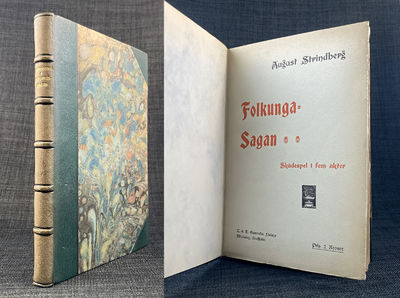 August Strindberg
Folkunga-
Sagan
Skådespel i fem akter
Pris 2 Kronor